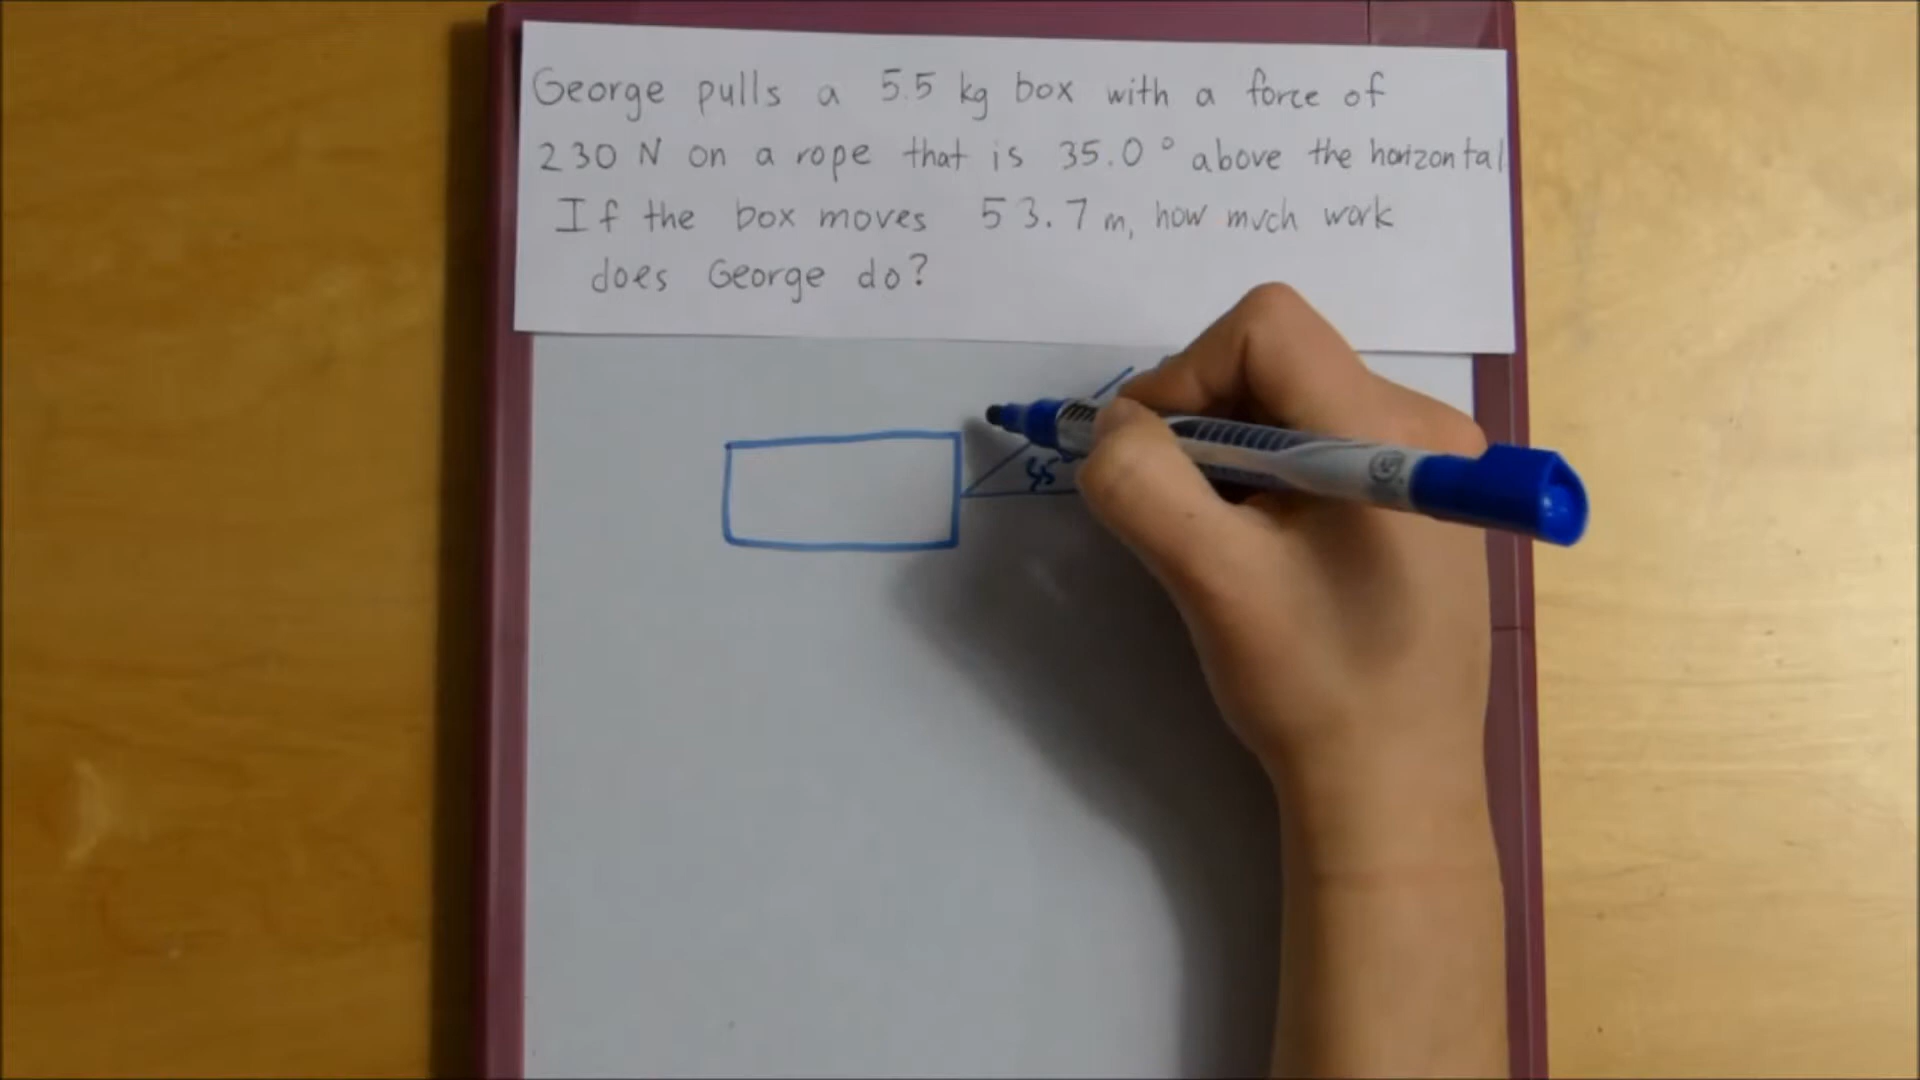 George pulls a 5.5 kg box with a force of
230 N on a rope that is 35.0° above the horizontal
If the box moves 53.7 m, how much work
does George do?